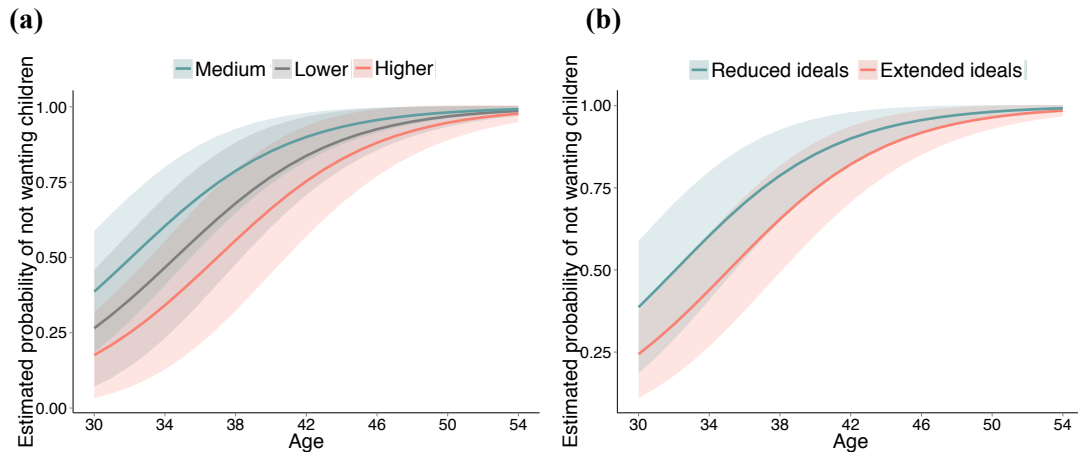 (a)
Medium Lower Higher
Estimated probability of not wanting children
1.00
0.75
0.50
0.25
0.00
30 34 38 42 46 50 54
Age
(b)
Reduced ideals Extended ideals
Estimated probability of not wanting children
1.00
0.75
0.50
0.25
30 34 38 42 46 50 54
Age